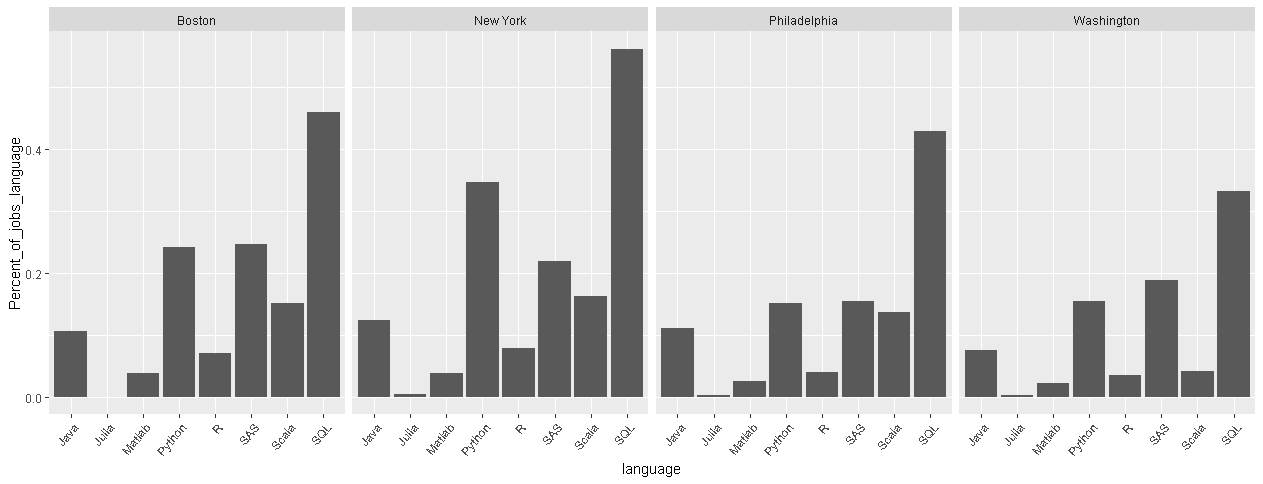 Boston
New York
Philadelphia
Washington
Percent_of_jobs_language
0.4
0.2
0.0
Java
Julia
Matlab
Python
R
SAS
Scala
SQL
Java
Julia
Matlab
Python
R
SAS
Scala
SQL
Java
Julia
Matlab
Python
R
SAS
Scala
SQL
Java
Julia
Matlab
Python
R
SAS
Scala
SQL
language